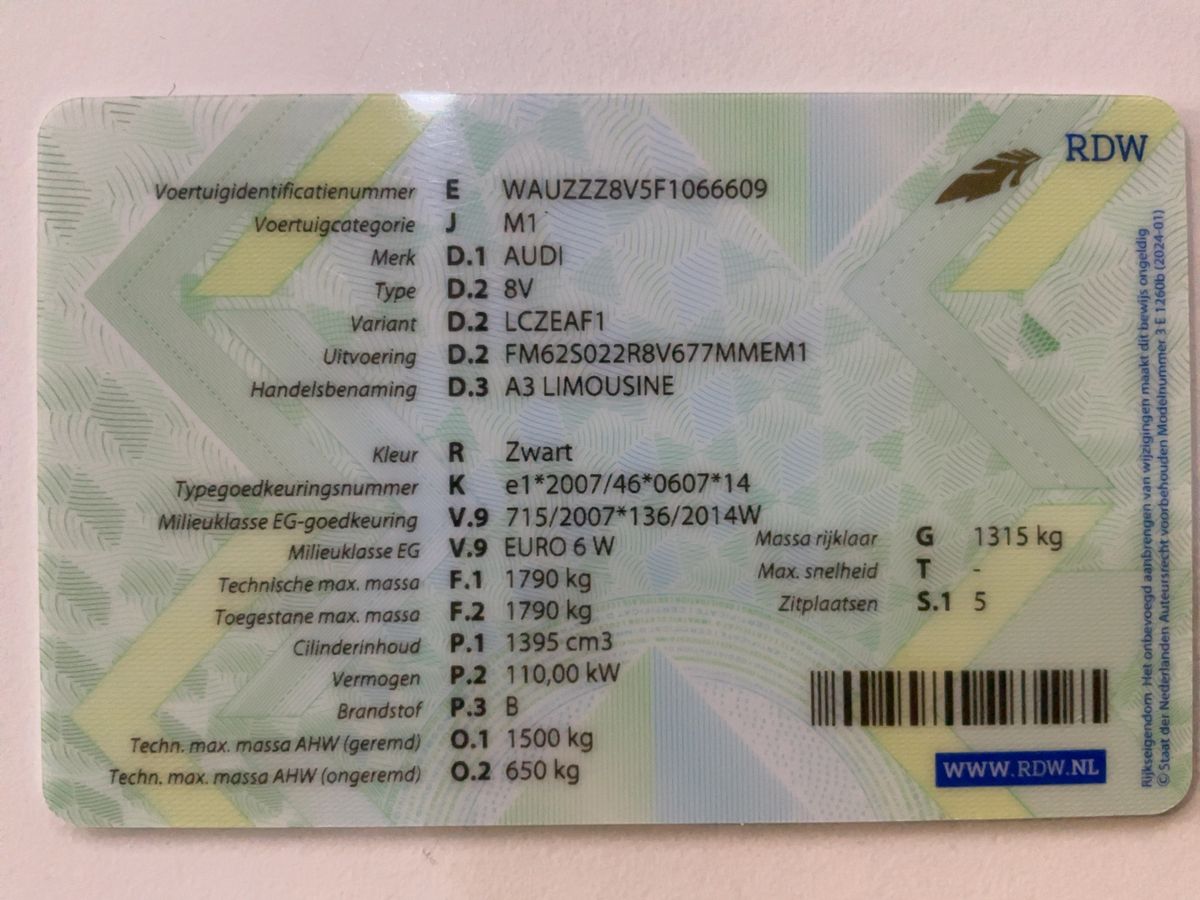 RDW
Voertuigidentificatienummer E WAUZZZ8V5F1066609
Voertuigcategorie J M1
Merk D.1 AUDI
Type D.2 8V
Variant D.2 LCZEAF1
Uitvoering D.2 FM62S022R8V677MMEM1
Handelsbenaming D.3 A3 LIMOUSINE
Kleur R Zwart
Typegoedkeuringsnummer K e1*2007/46*0607*14
Milieuklasse EG-goedkeuring V.9 715/2007*136/2014W
Milieuklasse EG V.9 EURO 6 W
Technische max. massa F.1 1790 kg
Toegestane max. massa F.2 1790 kg
Cilinderinhoud P.1 1395 cm3
Vermogen P.2 110,00 kW
Brandstof P.3 B
Techn. max. massa AHW (geremd) O.1 1500 kg
Techn. max. massa AHW (ongeremd) O.2 650 kg
Massa rijklaar G 1315 kg
Max. snelheid T -
Zitplaatsen S.1 5
WWW.RDW.NL
Rijkseigendom Het onbevoegd aanbrengen van wijzigingen maakt dit bewijs ongeldig
© Staat der Nederlanden Auteursrecht voorbehouden Modelnummer 3 E 1260b (2024-01)